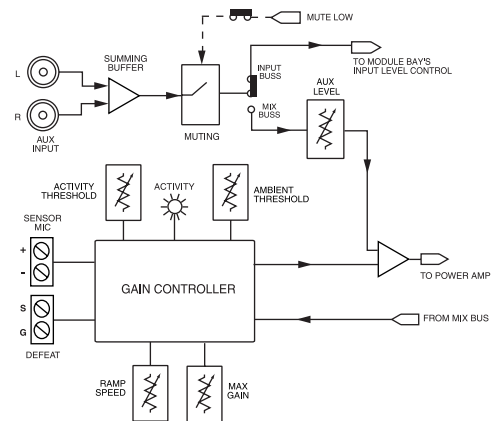 MUTE LOW
SUMMING
BUFFER
L
R
AUX
INPUT
MUTING
INPUT
BUSS
MIX
BUSS
TO MODULE BAY'S
INPUT LEVEL CONTROL
AUX
LEVEL
ACTIVITY
THRESHOLD
ACTIVITY
AMBIENT
THRESHOLD
SENSOR
MIC
+
-
S
G
DEFEAT
GAIN CONTROLLER
TO POWER AMP
FROM MIX BUS
RAMP
SPEED
MAX
GAIN